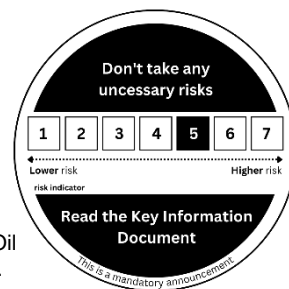 Don't take any
uncessary risks
1 2 3 4 5 6 7
Lower risk Higher risk
risk indicator
Read the Key Information
Document
Oil
This is a mandatory announcement